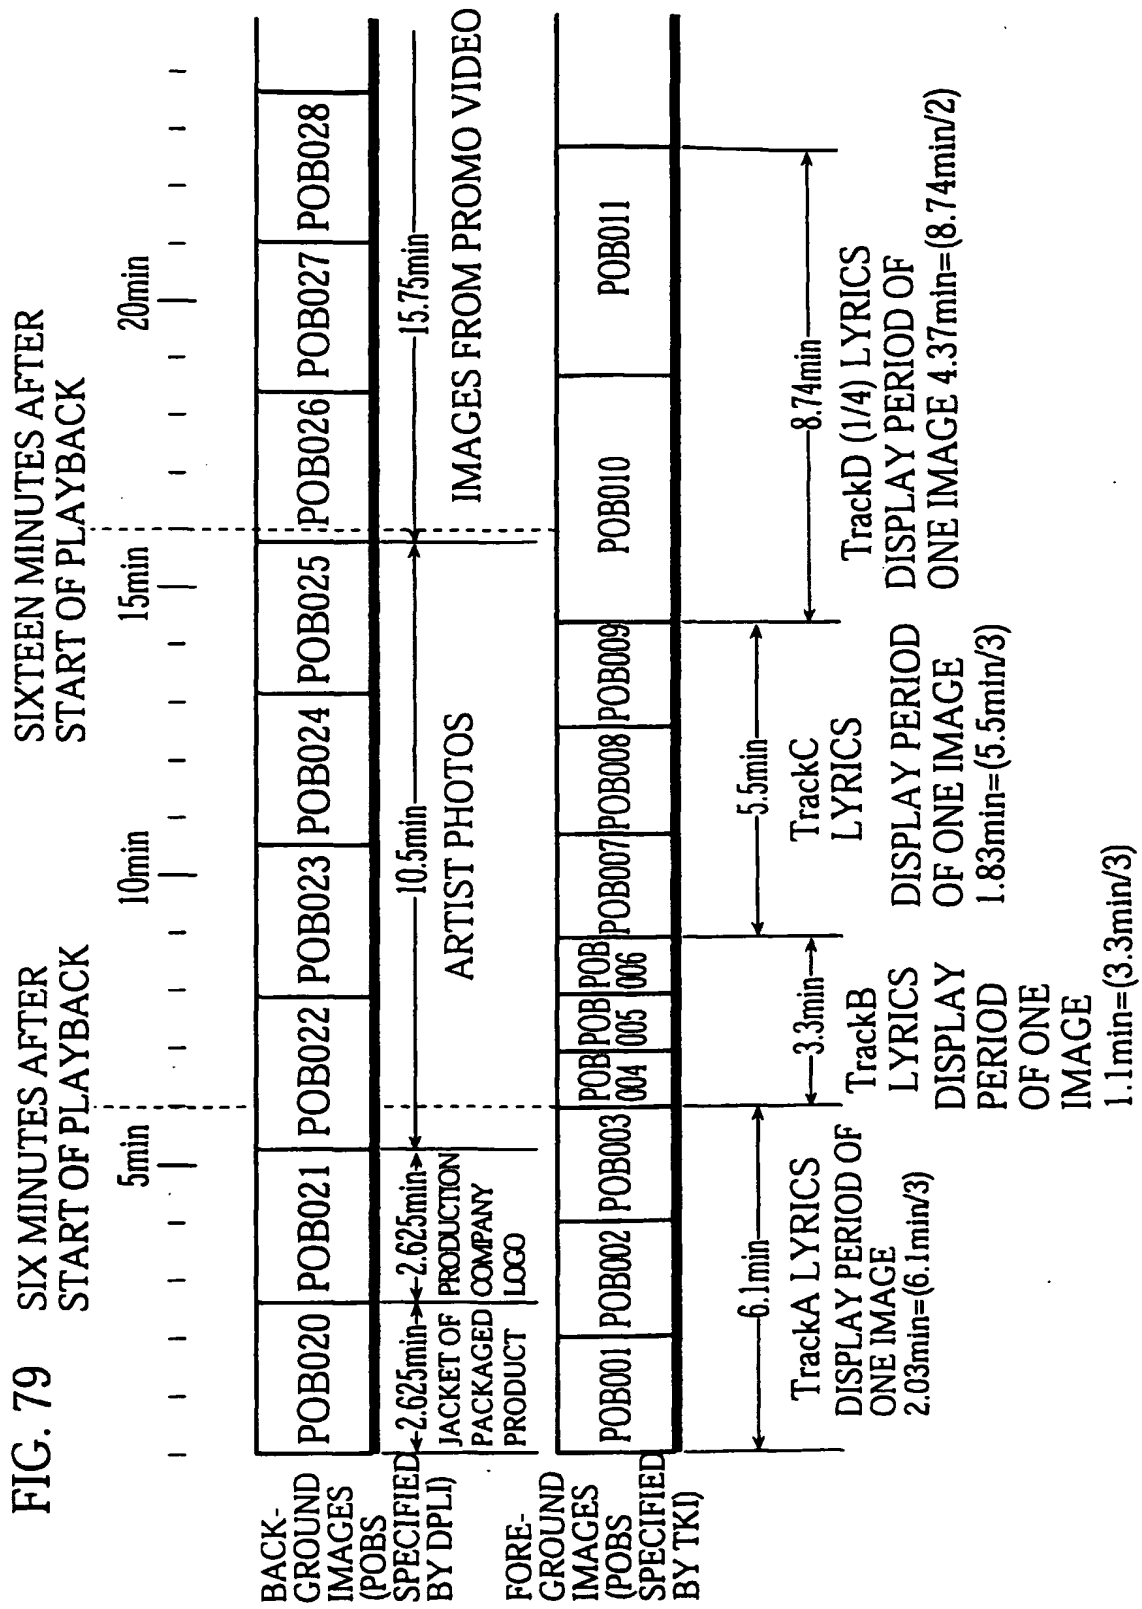 FIG. 79
SIX MINUTES AFTER
START OF PLAYBACK
SIXTEEN MINUTES AFTER
START OF PLAYBACK
5min
10min
15min
20min
BACK-
GROUND
IMAGES
(POBS
SPECIFIED
BY DPLI)
POB020
POB021
POB022
POB023
POB024
POB025
POB026
POB027
POB028
2.625min
2.625min
10.5min
15.75min
JACKET OF
PACKAGED
PRODUCT
PRODUCTION
COMPANY
LOGO
ARTIST PHOTOS
IMAGES FROM PROMO VIDEO
FORE-
GROUND
IMAGES
(POBS
SPECIFIED
BY TKI)
POB001
POB002
POB003
POB
004
POB
005
POB
006
POB007
POB008
POB009
POB010
POB011
6.1min
3.3min
5.5min
8.74min
TrackA LYRICS
DISPLAY PERIOD OF
ONE IMAGE
2.03min=(6.1min/3)
TrackB
LYRICS
DISPLAY
PERIOD
OF ONE
IMAGE
1.1min=(3.3min/3)
TrackC
LYRICS
DISPLAY PERIOD
OF ONE IMAGE
1.83min=(5.5min/3)
TrackD (1/4) LYRICS
DISPLAY PERIOD OF
ONE IMAGE 4.37min=(8.74min/2)